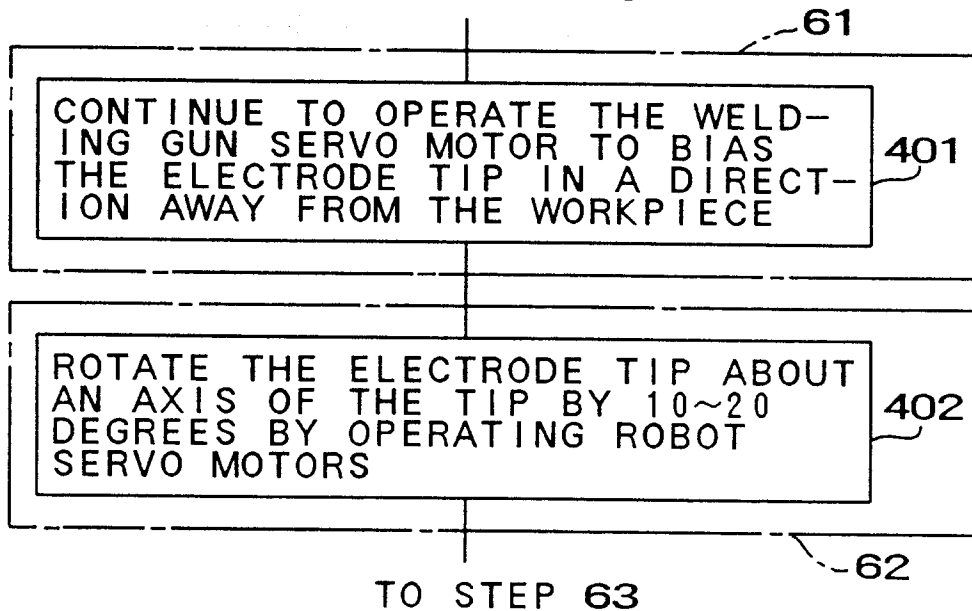 61
CONTINUE TO OPERATE THE WELD-
ING GUN SERVO MOTOR TO BIAS
THE ELECTRODE TIP IN A DIRECT-
ION AWAY FROM THE WORKPIECE
401
ROTATE THE ELECTRODE TIP ABOUT
AN AXIS OF THE TIP BY 10~20
DEGREES BY OPERATING ROBOT
SERVO MOTORS
402
62
TO STEP 63